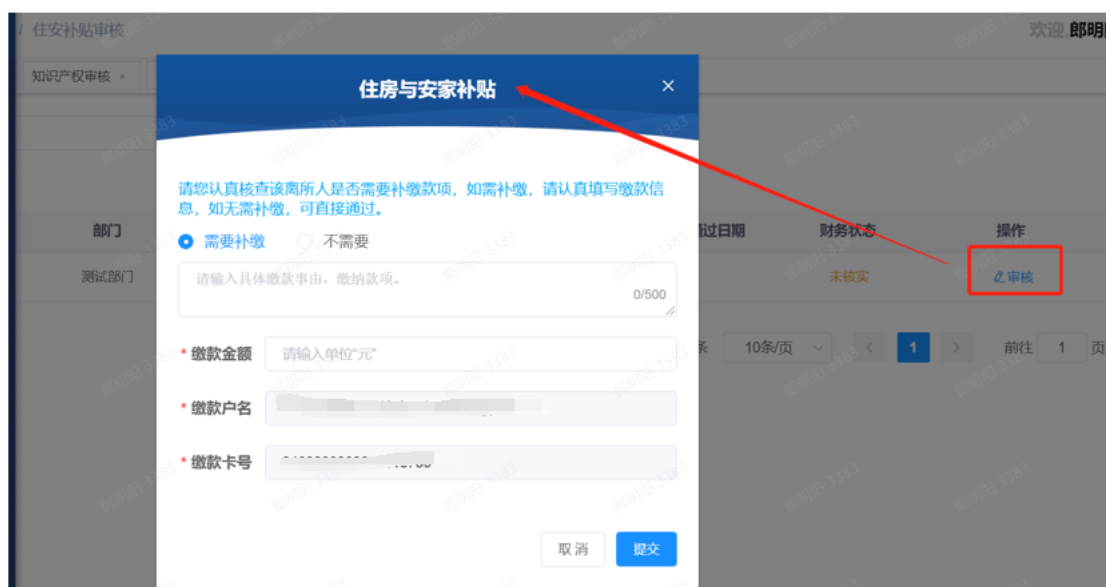 / 住安补贴审核
欢迎,郎明
知识产权审核 ×
住房与安家补贴
请您认真核查该离所人是否需要补缴款项，如需补缴，请认真填写缴款信
息，如无需补缴，可直接通过。
需要补缴
不需要
请输入具体缴款事由，缴纳款项。
0/500
* 缴款金额
请输入单位“元”
* 缴款户名
* 缴款卡号
取消
提交
部门
过日期
财务状态
操作
测试部门
未核实
审核
条
10条/页
1
前往
1
页
郎明阳 3383